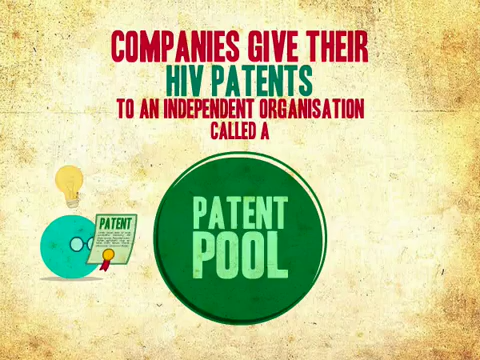 COMPANIES GIVE THEIR
HIV PATENTS
TO AN INDEPENDENT ORGANISATION
CALLED A
PATENT
POOL
PATENT